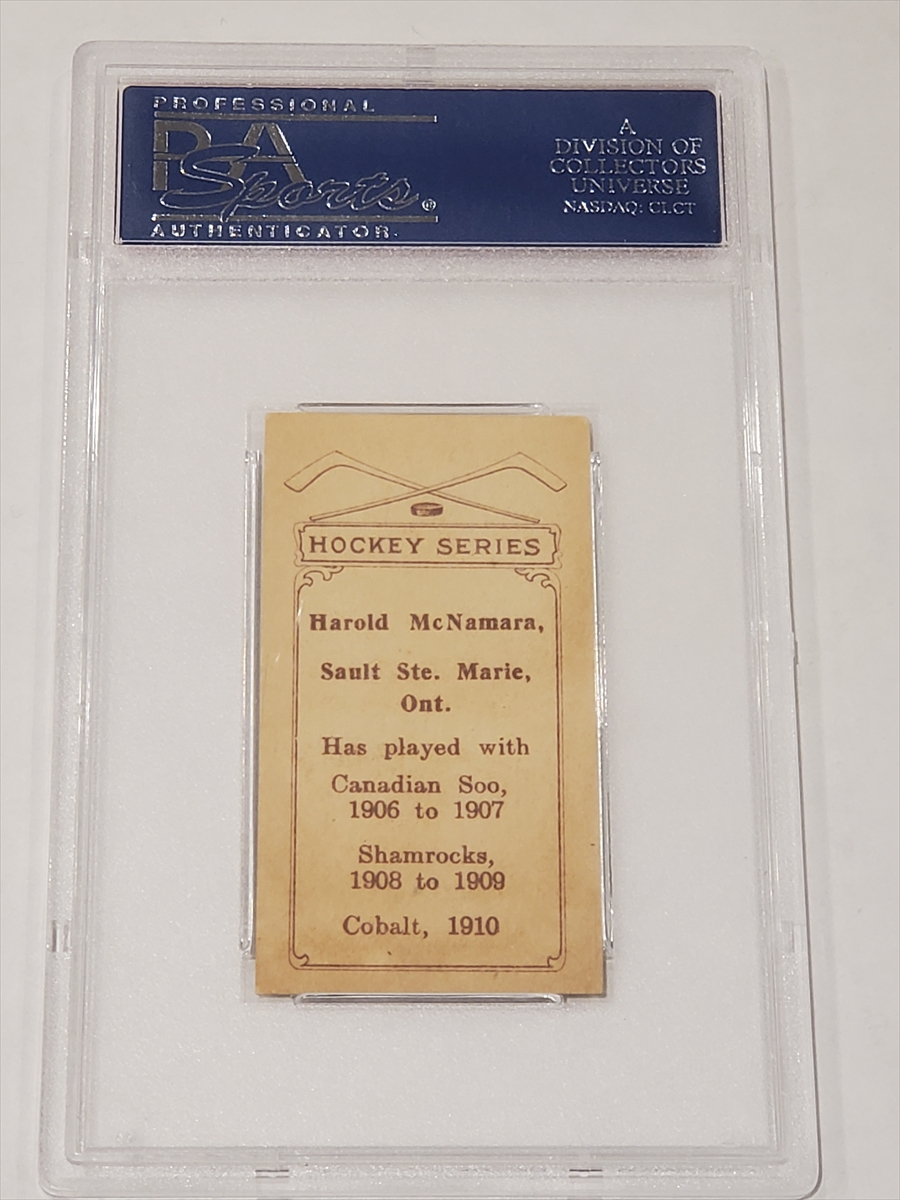 PROFESSIONAL
PSA
Sports®
AUTHENTICATOR
A
DIVISION OF
COLLECTORS
UNIVERSE
NASDAQ: CLCT
HOCKEY SERIES
Harold McNamara,
Sault Ste. Marie,
Ont.
Has played with
Canadian Soo,
1906 to 1907
Shamrocks,
1908 to 1909
Cobalt, 1910